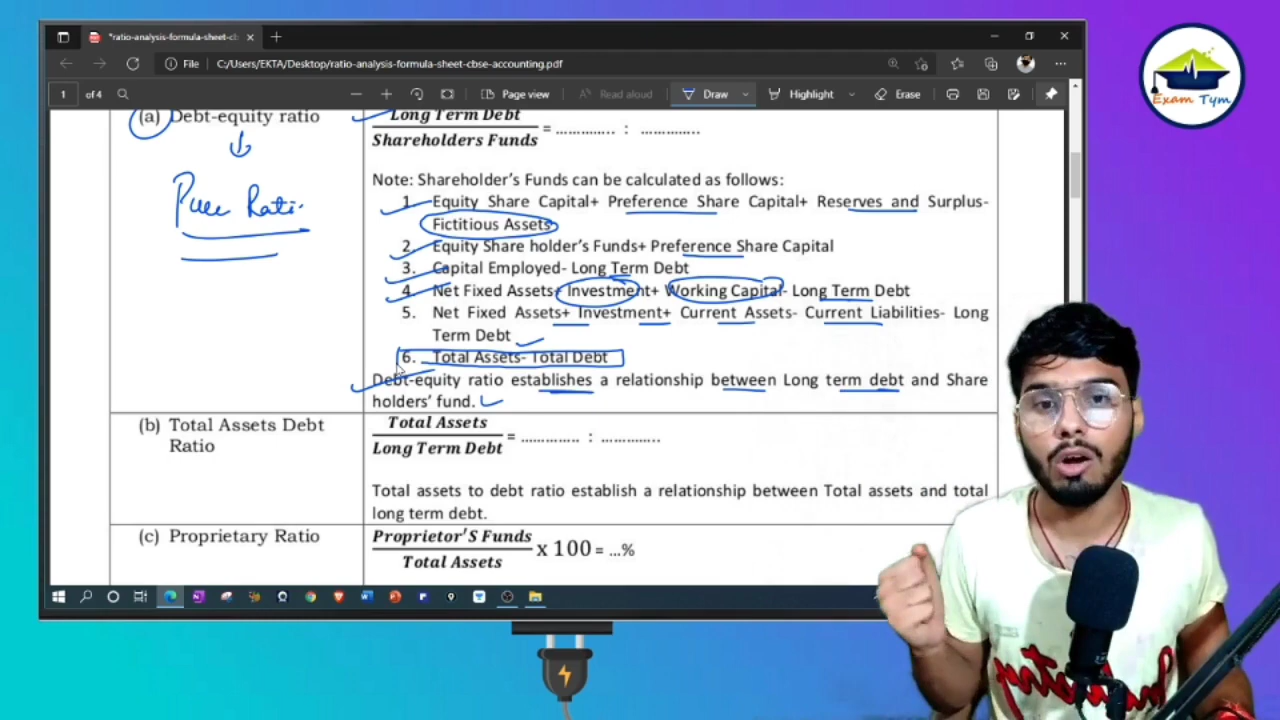 *ratio-analysis-formula-sheet-cb
File C:/Users/EKTA/Desktop/ratio-analysis-formula-sheet-cbse-accounting.pdf
1 of 4 Page view Read aloud Draw Highlight Erase
Exam Tym
(a) Debt-equity ratio
Pure Ratio
Long Term Debt
Shareholders Funds
= ………….. : …………..
Note: Shareholder's Funds can be calculated as follows:
1. Equity Share Capital+ Preference Share Capital+ Reserves and Surplus-
Fictitious Assets
2. Equity Share holder's Funds+ Preference Share Capital
3. Capital Employed- Long Term Debt
4. Net Fixed Assets+ Investment+ Working Capital- Long Term Debt
5. Net Fixed Assets+ Investment+ Current Assets- Current Liabilities- Long
Term Debt
6. Total Assets- Total Debt
Debt-equity ratio establishes a relationship between Long term debt and Share
holders' fund.
(b) Total Assets Debt
Ratio
Total Assets
Long Term Debt
= ………….. : …………..
Total assets to debt ratio establish a relationship between Total assets and total
long term debt.
(c) Proprietary Ratio
Proprietor'S Funds
Total Assets
x 100 = …%